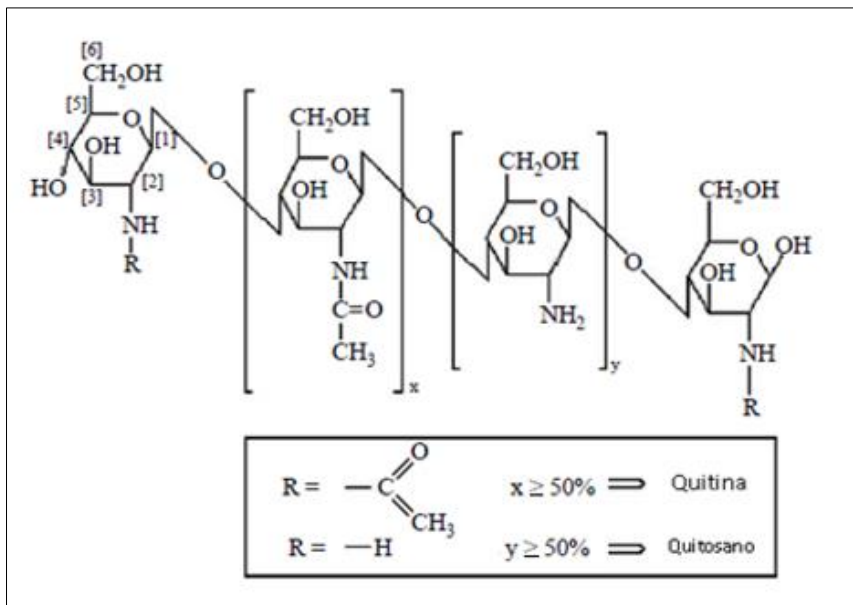 [6]
CH2OH
[5]
O
[4]
OH
[1]
HO
[3]
[2]
NH
R
O
CH2OH
O
OH
NH
C=O
CH3
x
O
CH2OH
O
OH
NH2
y
O
CH2OH
O
OH
OH
NH
R
R = —C
O
CH3
x ≥ 50% ⇒ Quitina
R = —H y ≥ 50% ⇒ Quitosano